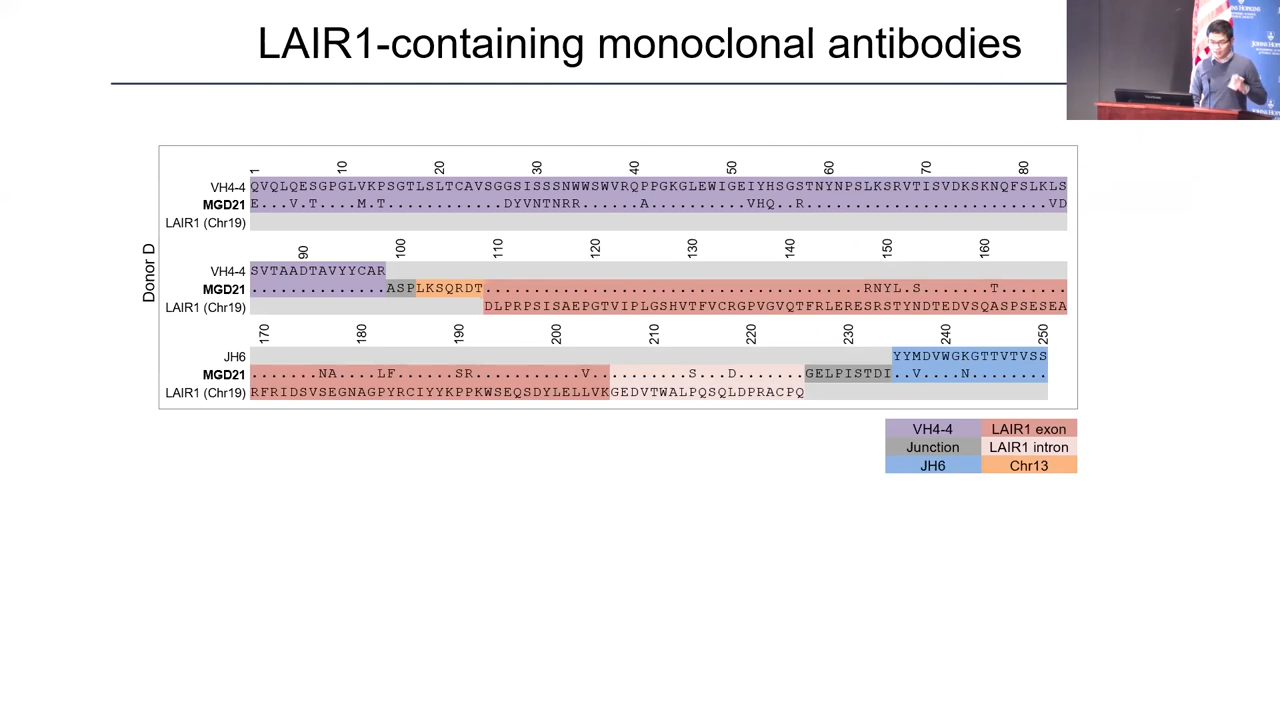 LAIR1-containing monoclonal antibodies
1 10 20 30 40 50 60 70 80
VH4-4 QVQLQESGPGLVKPSGTLSLTCAVSGGSISSSNWWSWVRQPPGKGLEWIGEIYHSGSTNYNPSLKSRVTISVDKSKNQFSLKLS
MGD21 E...V.T....M.T............DYVNTNRR......A..........VHQ..R.........................VD
LAIR1 (Chr19)
Donor D
90 100 110 120 130 140 150 160
VH4-4 SVTAADTAVYYCAR
MGD21 ..............ASPLKSQRDT.......................................RNYL.S.......T.......
LAIR1 (Chr19) DLPRPSISAEPGTVIPLGSHVTFVCRGPVGVQTFRLERESRSTYNDTEDVSQASPSESEA
170 180 190 200 210 220 230 240 250
JH6 YYMDVWGKGTTVTVSS
MGD21 .......NA....LF......SR...........V..........S...D.......GELPISTDI..V....N........
LAIR1 (Chr19) RFRIDSVSEGNAGPYRCIYYKPPKWSEQSDYLELLVKGEDVTWALPQSQLDPRACPQ
VH4-4 LAIR1 exon
Junction LAIR1 intron
JH6 Chr13